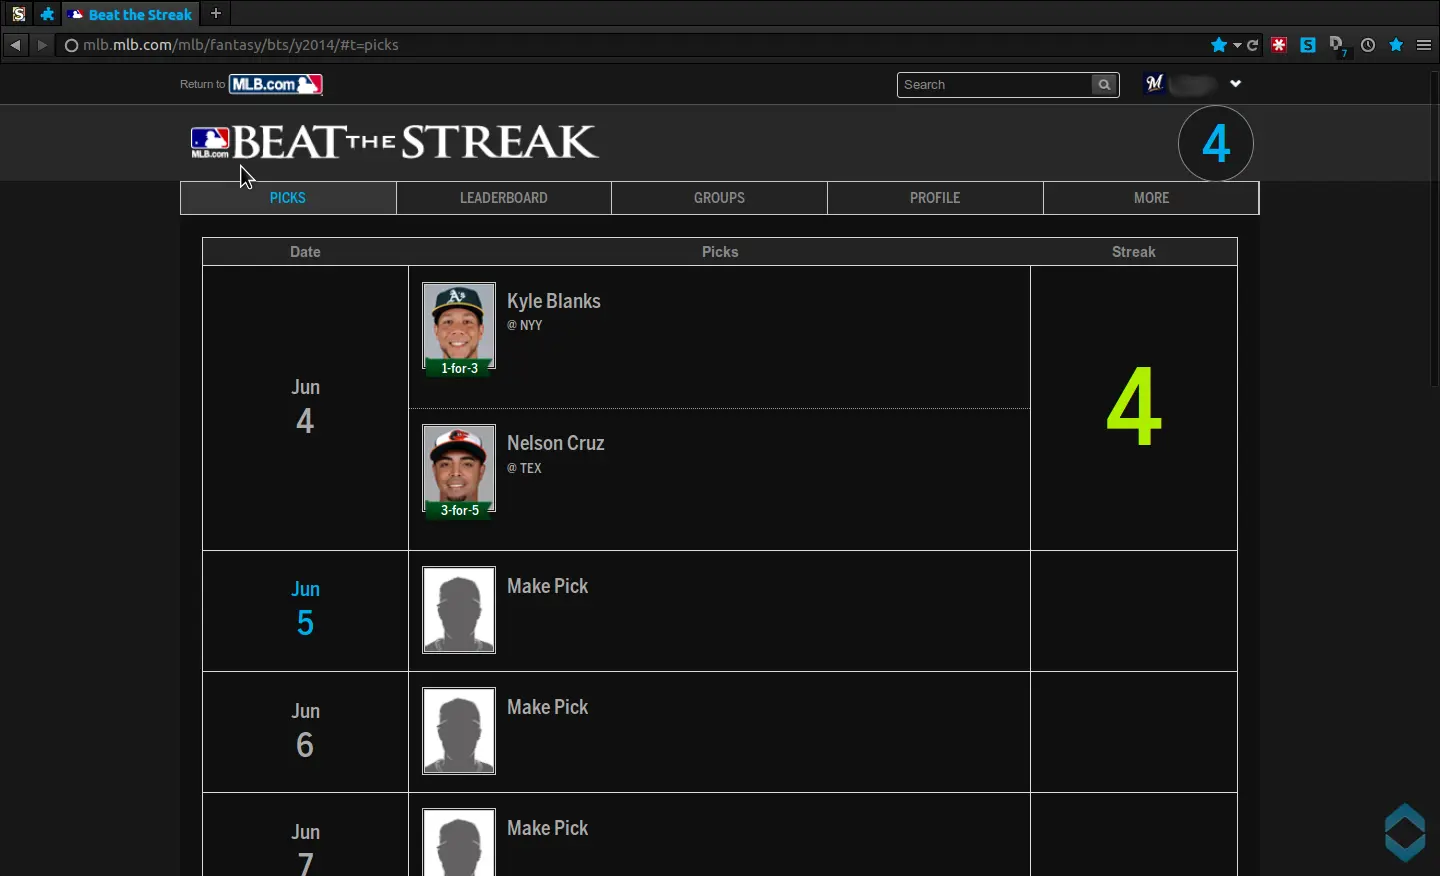 Beat the Streak
mlb.mlb.com/mlb/fantasy/bts/y2014/#t=picks
7
Return to MLB.com
Search
MLB.com BEAT THE STREAK
4
PICKS LEADERBOARD GROUPS PROFILE MORE
Date Picks Streak
Jun
4
Kyle Blanks
@ NYY
1-for-3
Nelson Cruz
@ TEX
3-for-5
4
Jun
5
Make Pick
Jun
6
Make Pick
Jun
7
Make Pick